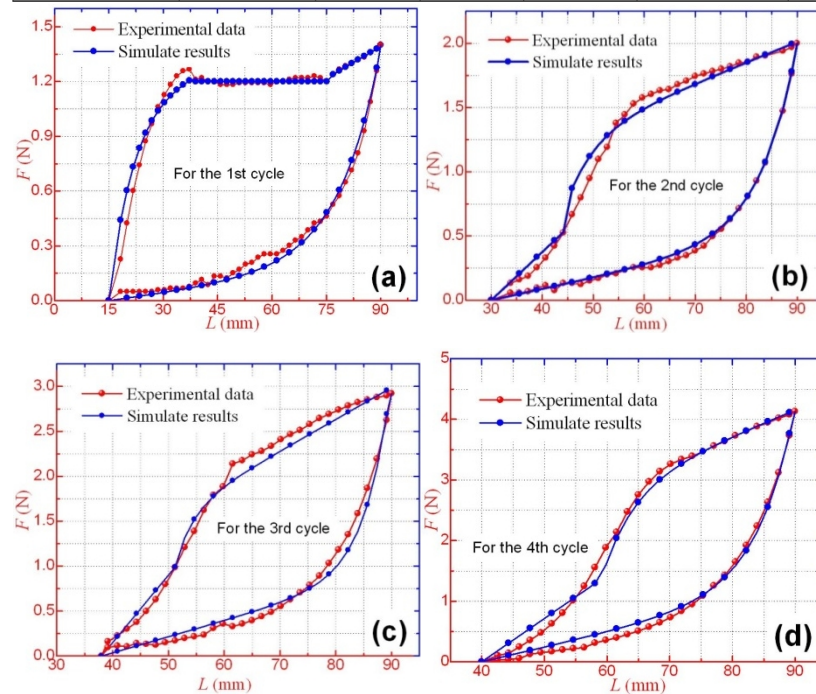 Experimental data
Simulate results
For the 1st cycle
(a)
F (N)
1.5
1.2
0.9
0.6
0.3
0.0
0 15 30 45 60 75 90
L (mm)
Experimental data
Simulate results
For the 2nd cycle
(b)
F (N)
2.0
1.5
1.0
0.5
0.0
30 40 50 60 70 80 90
L (mm)
Experimental data
Simulate results
For the 3rd cycle
(c)
F (N)
3.0
2.5
2.0
1.5
1.0
0.5
0.0
30 40 50 60 70 80 90
L (mm)
Experimental data
Simulate results
For the 4th cycle
(d)
F (N)
5
4
3
2
1
0
40 50 60 70 80 90
L (mm)